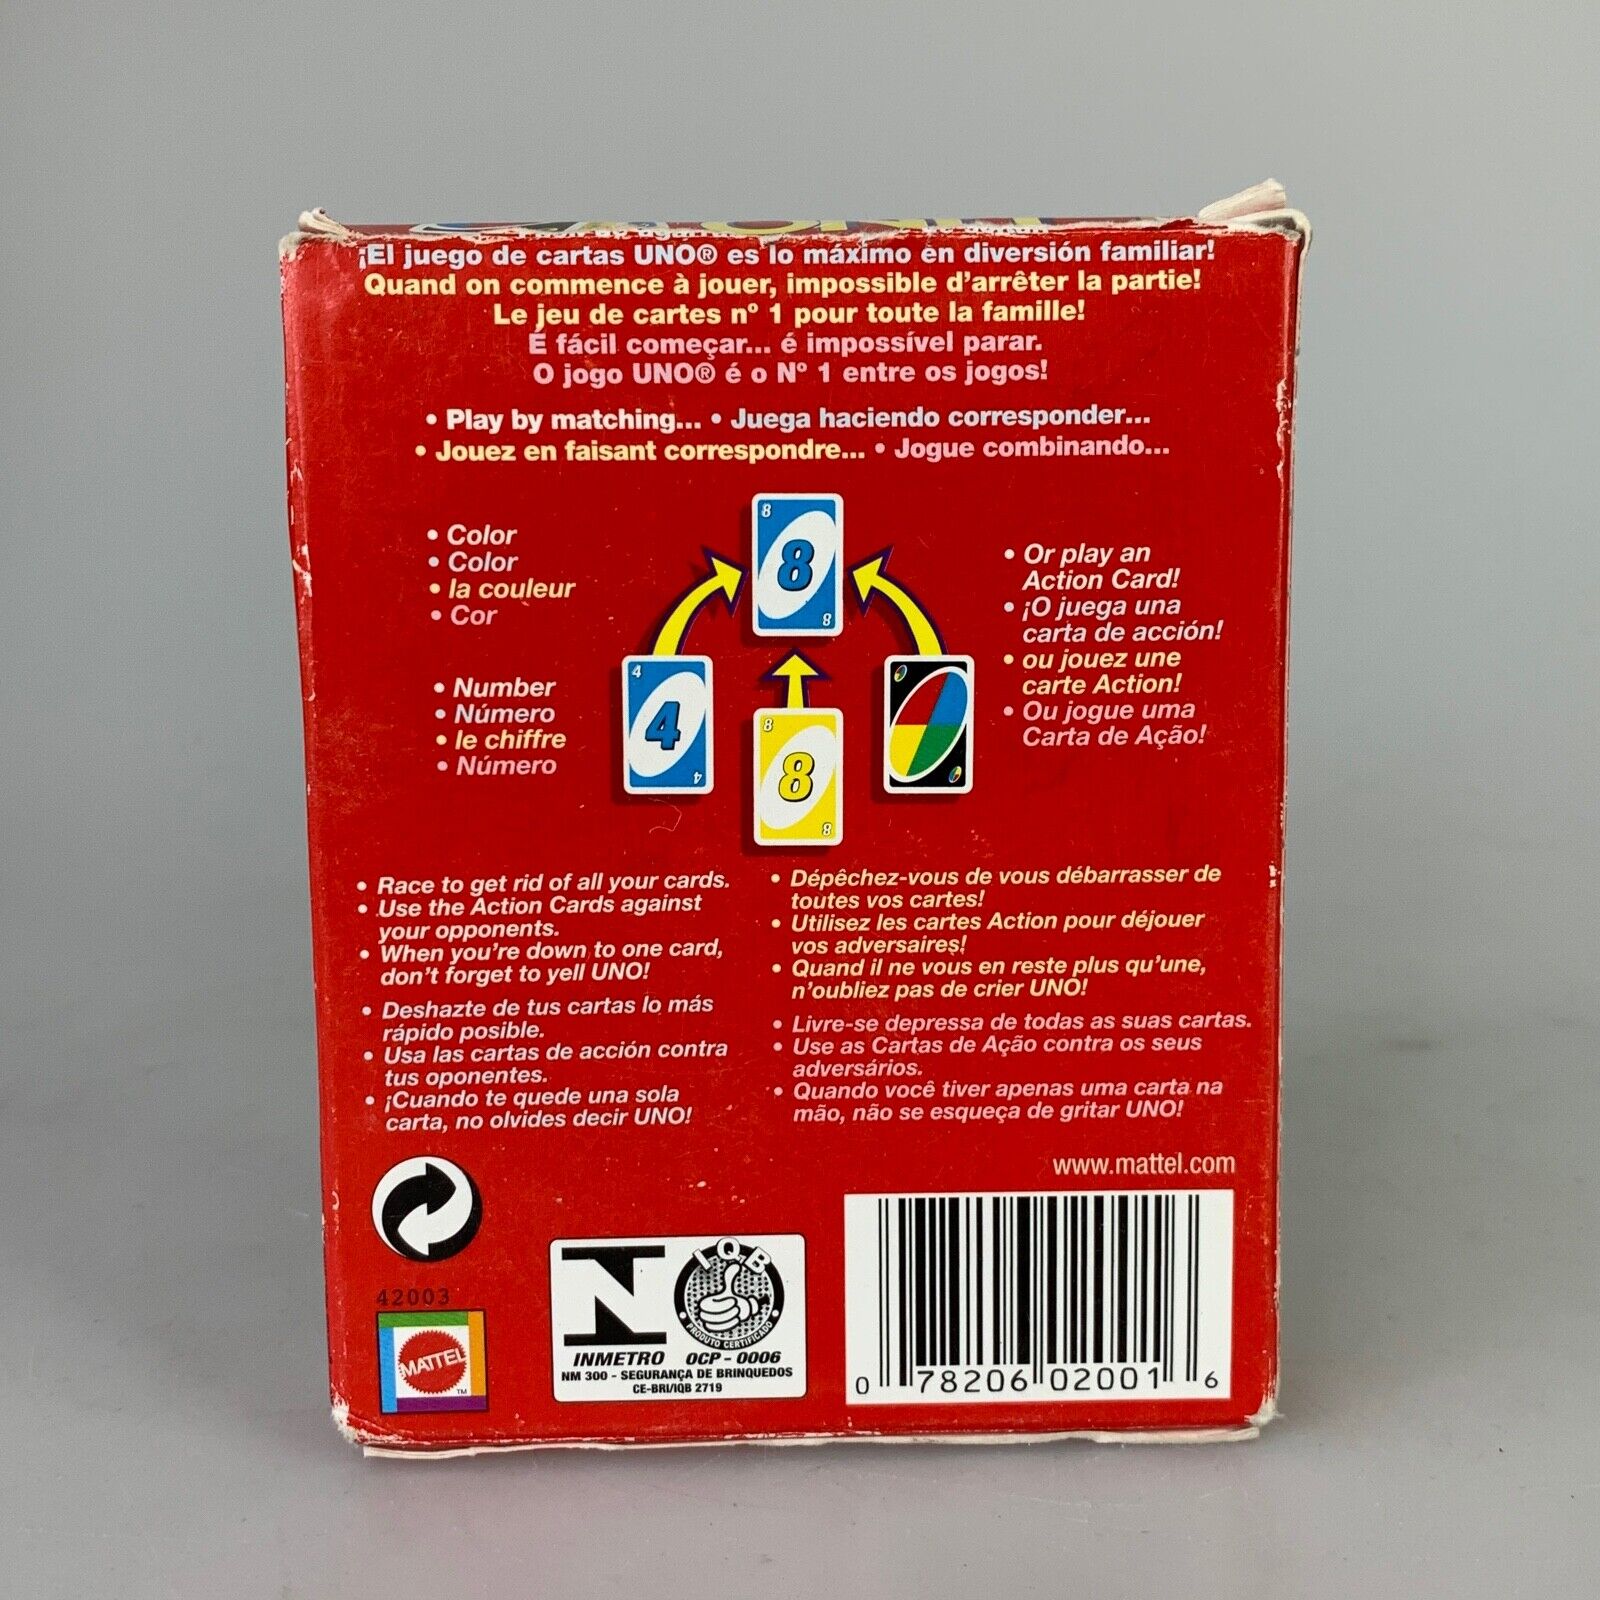 ¡El juego de cartas UNO® es lo máximo en diversión familiar!
Quand on commence à jouer, impossible d'arrêter la partie!
Le jeu de cartes nº 1 pour toute la famille!
É fácil começar... é impossível parar.
O jogo UNO® é o Nº 1 entre os jogos!
• Play by matching... • Juega haciendo corresponder...
• Jouez en faisant correspondre... • Jogue combinando...
• Color
• Color
• la couleur
• Cor
• Number
• Número
• le chiffre
• Número
8
8
8
4
4
4
8
8
8
• Or play an
Action Card!
• ¡O juega una
carta de acción!
• ou jouez une
carte Action!
• Ou jogue uma
Carta de Ação!
• Race to get rid of all your cards.
• Use the Action Cards against
your opponents.
• When you're down to one card,
don't forget to yell UNO!
• Deshazte de tus cartas lo más
rápido posible.
• Usa las cartas de acción contra
tus oponentes.
• ¡Cuando te quede una sola
carta, no olvides decir UNO!
• Dépêchez-vous de vous débarrasser de
toutes vos cartes!
• Utilisez les cartes Action pour déjouer
vos adversaires!
• Quand il ne vous en reste plus qu'une,
n'oubliez pas de crier UNO!
• Livre-se depressa de todas as suas cartas.
• Use as Cartas de Ação contra os seus
adversários.
• Quando você tiver apenas uma carta na
mão, não se esqueça de gritar UNO!
www.mattel.com
42003
MATTEL
TM
IQB
PRODUTO CERTIFICADO
INMETRO OCP - 0006
NM 300 - SEGURANÇA DE BRINQUEDOS
CE-BRI/IQB 2719
0 78206 02001 6